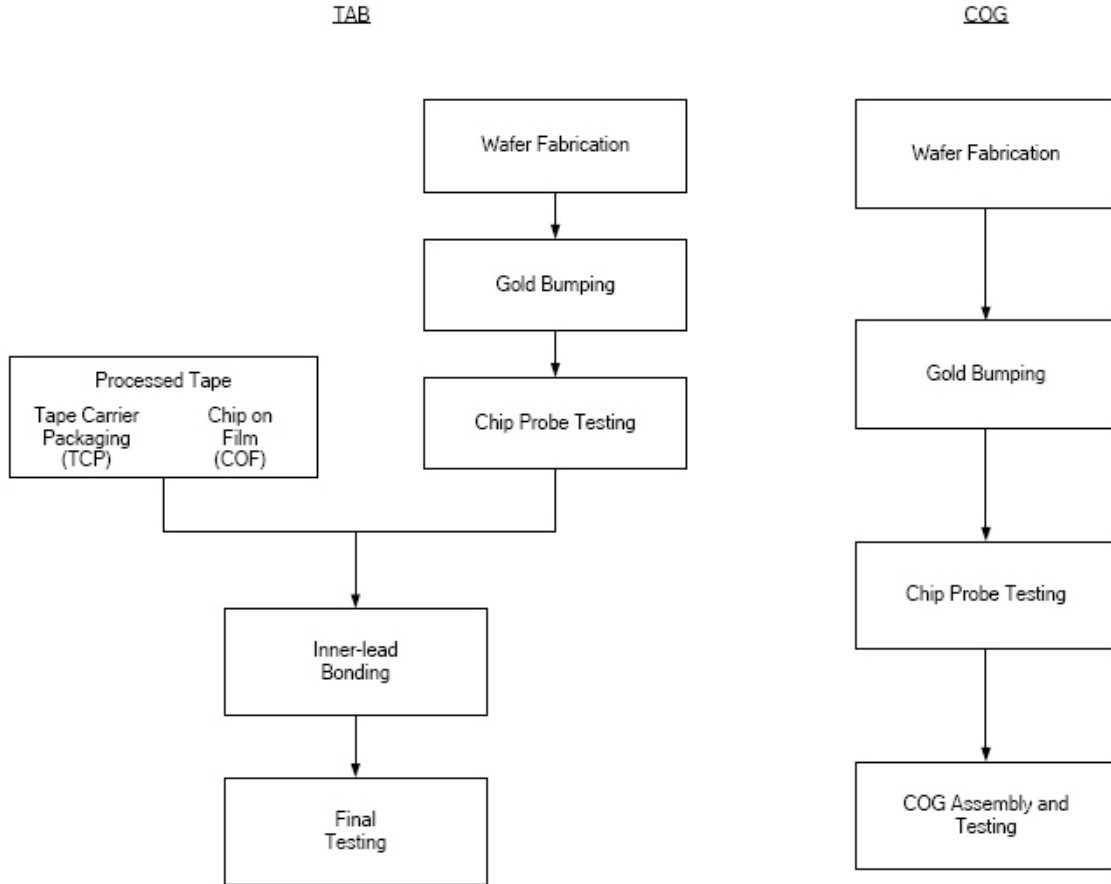 TAB
COG
Wafer Fabrication
Gold Bumping
Processed Tape
Tape Carrier
Packaging
(TCP)
Chip on
Film
(COF)
Chip Probe Testing
Inner-lead
Bonding
Final
Testing
Wafer Fabrication
Gold Bumping
Chip Probe Testing
COG Assembly and
Testing